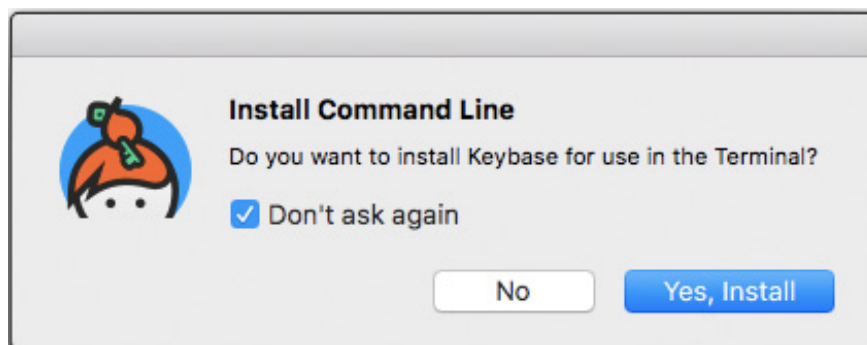 Install Command Line
Do you want to install Keybase for use in the Terminal?
Don't ask again
No
Yes, Install